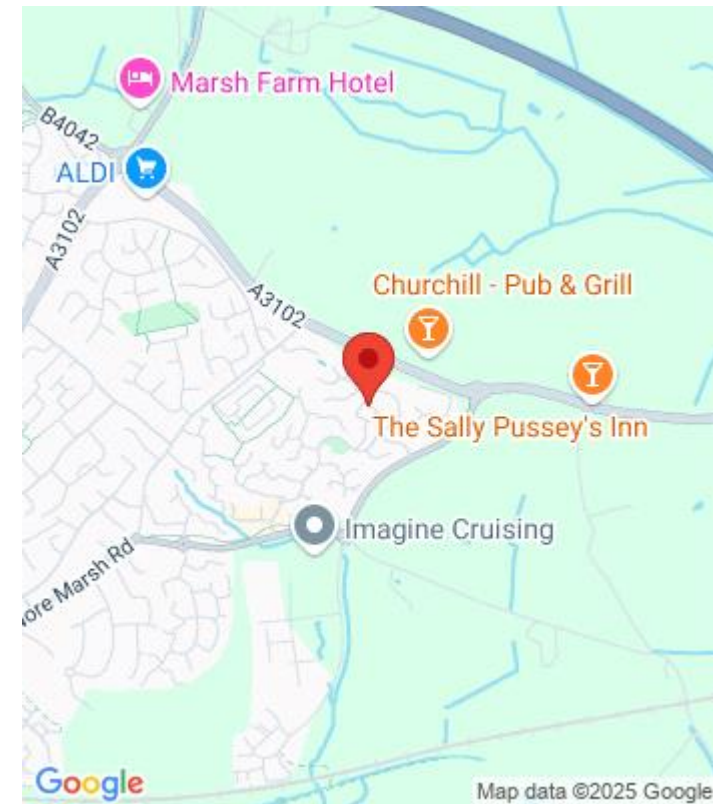 Marsh Farm Hotel
B4042
ALDI
A3102
A3102
Churchill - Pub & Grill
The Sally Pussey's Inn
Imagine Cruising
ore Marsh Rd
Google
Map data ©2025 Google